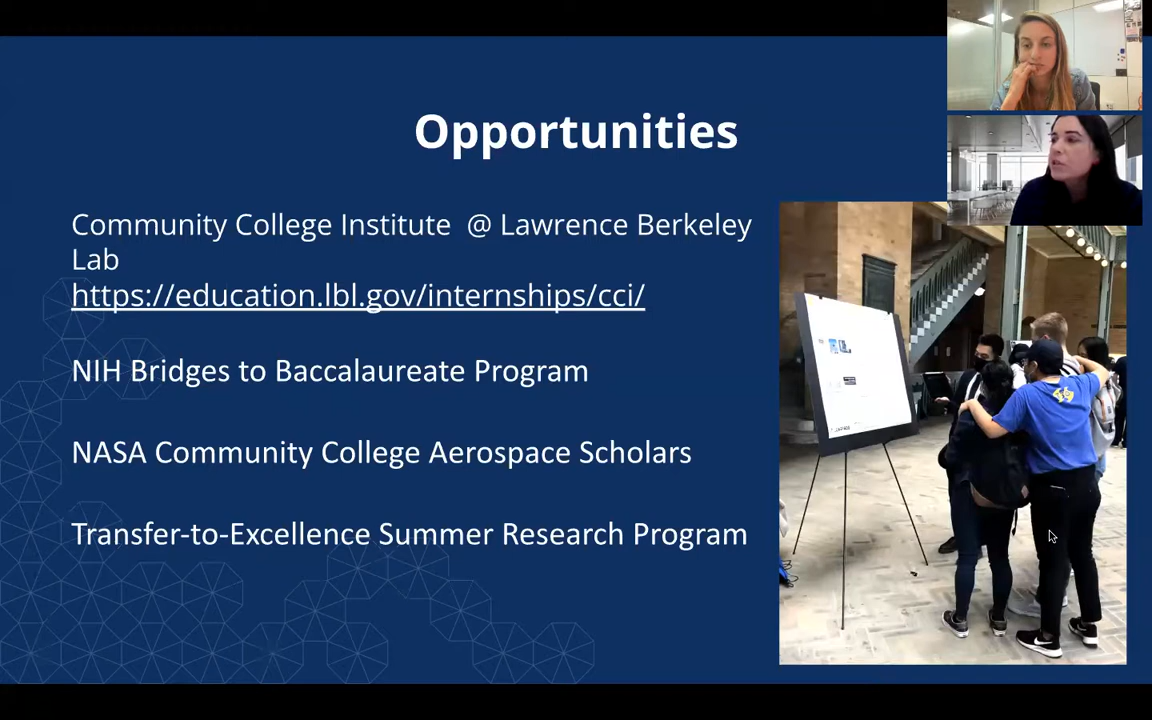 Opportunities
Community College Institute @ Lawrence Berkeley
Lab
https://education.lbl.gov/internships/cci/
NIH Bridges to Baccalaureate Program
NASA Community College Aerospace Scholars
Transfer-to-Excellence Summer Research Program